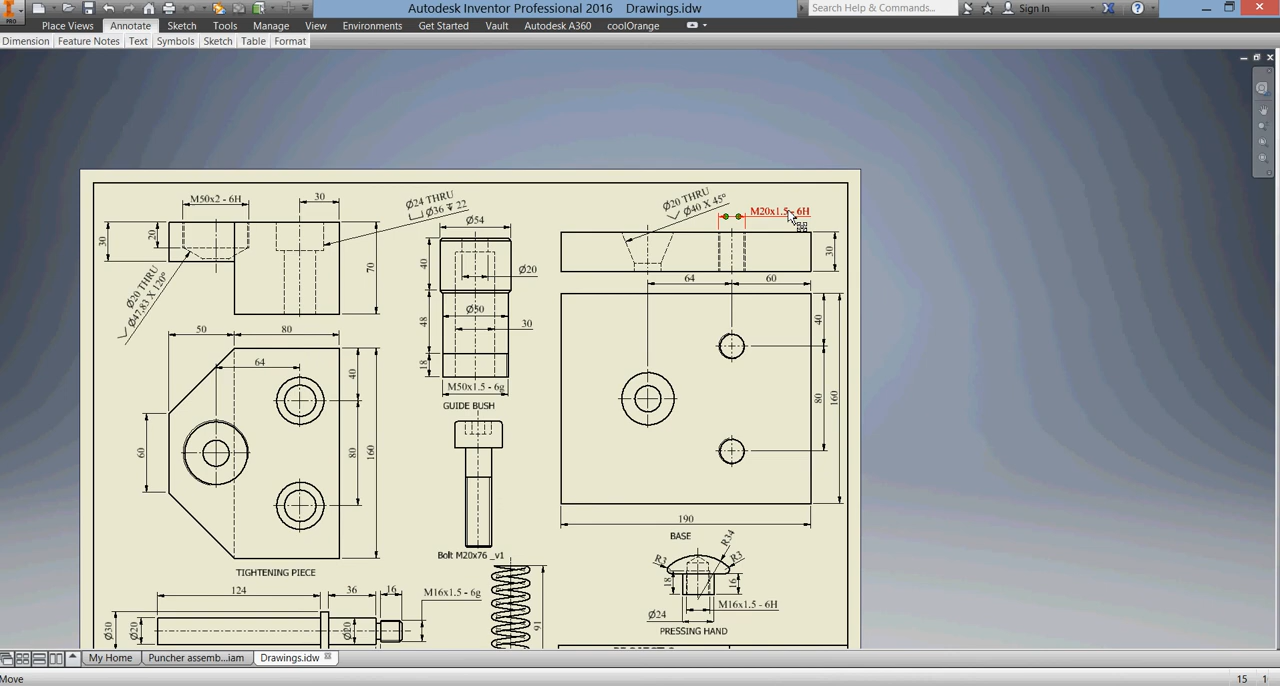 PRO
Autodesk Inventor Professional 2016 Drawings.idw
Search Help & Commands...
Sign In
Place Views Annotate Sketch Tools Manage View Environments Get Started Vault Autodesk A360 coolOrange
Dimension Feature Notes Text Symbols Sketch Table Format
M50x2 - 6H
30
30
20
70
Ø20 THRU
Ø47,83 X 120°
Ø24 THRU
Ø36 ↧ 22
Ø54
40
Ø20
Ø50
48
30
18
M50x1.5 - 6g
GUIDE BUSH
Ø20 THRU
Ø40 X 45°
M20x1.5 - 6H
30
64
60
50
80
64
40
60
80
160
TIGHTENING PIECE
Bolt M20x76 _v1
40
80
160
190
BASE
R34
R3
R3
18
16
M16x1.5 - 6H
Ø24
PRESSING HAND
124
36
16
M16x1.5 - 6g
Ø30
Ø20
Ø20
91
My Home Puncher assemb...iam Drawings.idw
Move
15 1